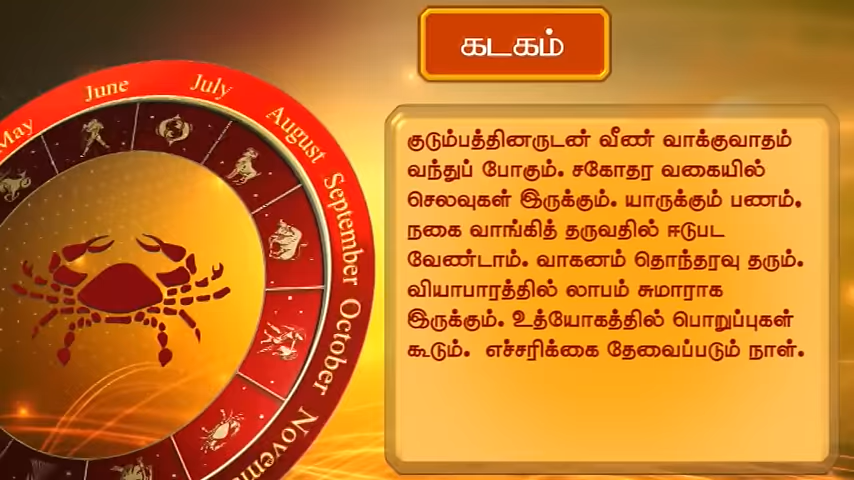 கடகம்
May
June
July
August
September
October
குடும்பத்தினருடன் வீண் வாக்குவாதம்
வந்துப் போகும். சகோதர வகையில்
செலவுகள் இருக்கும். யாருக்கும் பணம்.
நகை வாங்கித் தருவதில் ஈடுபட
வேண்டாம். வாகனம் தொந்தரவு தரும்.
வியாபாரத்தில் லாபம் சுமாராக
இருக்கும். உத்யோகத்தில் பொறுப்புகள்
கூடும். எச்சரிக்கை தேவைப்படும் நாள்.